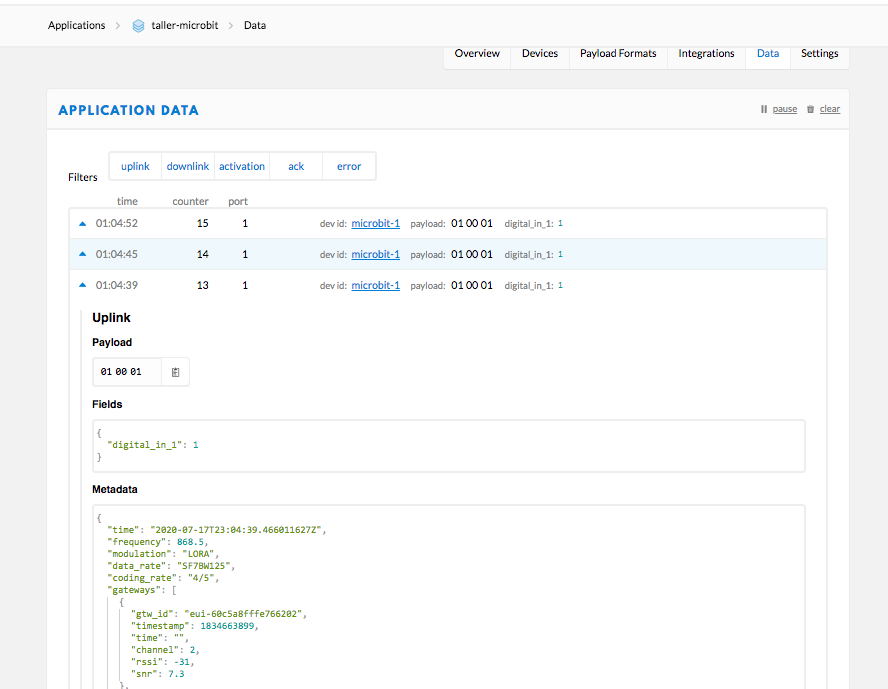 Applications > taller-microbit > Data
Overview Devices Payload Formats Integrations Data Settings
APPLICATION DATA
pause clear
Filters uplink downlink activation ack error
time counter port
01:04:52 15 1 dev id: microbit-1 payload: 01 00 01 digital_in_1: 1
01:04:45 14 1 dev id: microbit-1 payload: 01 00 01 digital_in_1: 1
01:04:39 13 1 dev id: microbit-1 payload: 01 00 01 digital_in_1: 1
Uplink
Payload
01 00 01
Fields
{
"digital_in_1": 1
}
Metadata
{
"time": "2020-07-17T23:04:39.466011627Z",
"frequency": 868.5,
"modulation": "LORA",
"data_rate": "SF7BW125",
"coding_rate": "4/5",
"gateways": [
{
"gtw_id": "eui-60c5a8fffe766202",
"timestamp": 1834663899,
"time": "",
"channel": 2,
"rssi": -31,
"snr": 7.3
},